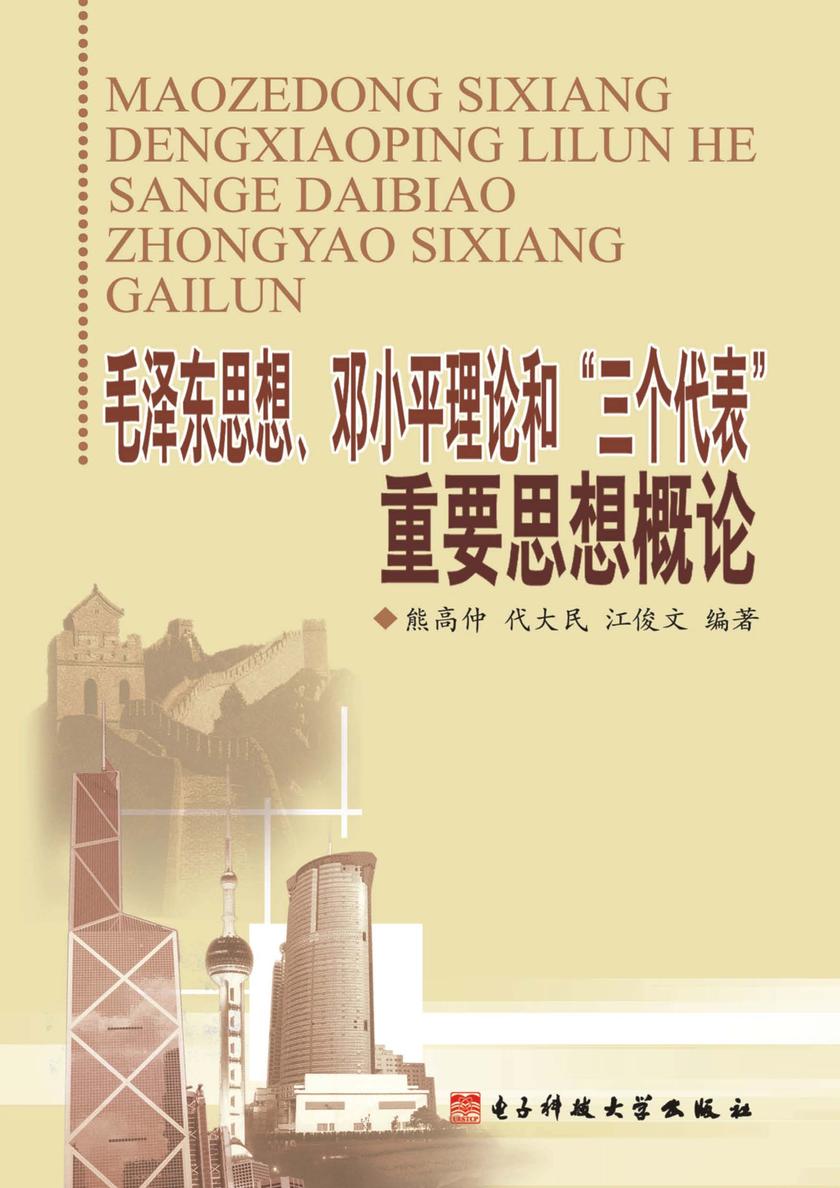 MAOZEDONG SIXIANG
DENGXIAOPING LILUN HE
SANGE DAIBIAO
ZHONGYAO SIXIANG
GAILUN
毛泽东思想、邓小平理论和“三个代表”
重要思想概论
◆熊高仲 代大民 江俊文 编著
UESTCP
电子科技大学出版社